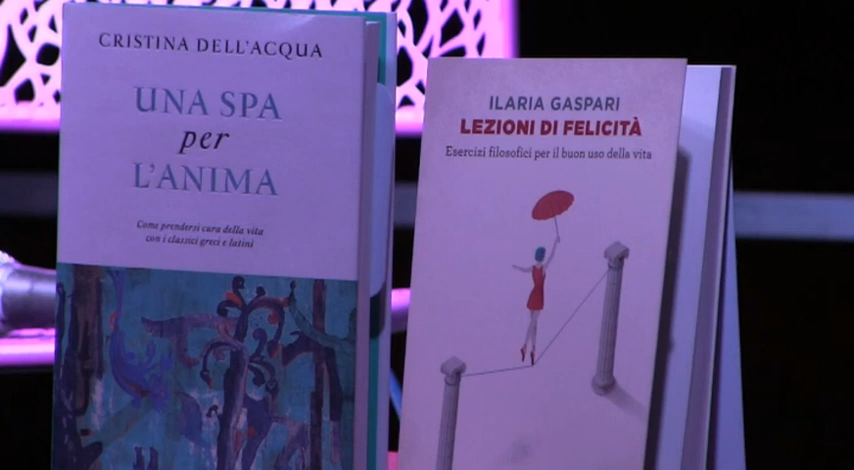 CRISTINA DELL'ACQUA
UNA SPA
per
L'ANIMA
Come prendersi cura della vita
con i classici greci e latini
ILARIA GASPARI
LEZIONI DI FELICITÀ
Esercizi filosofici per il buon uso della vita